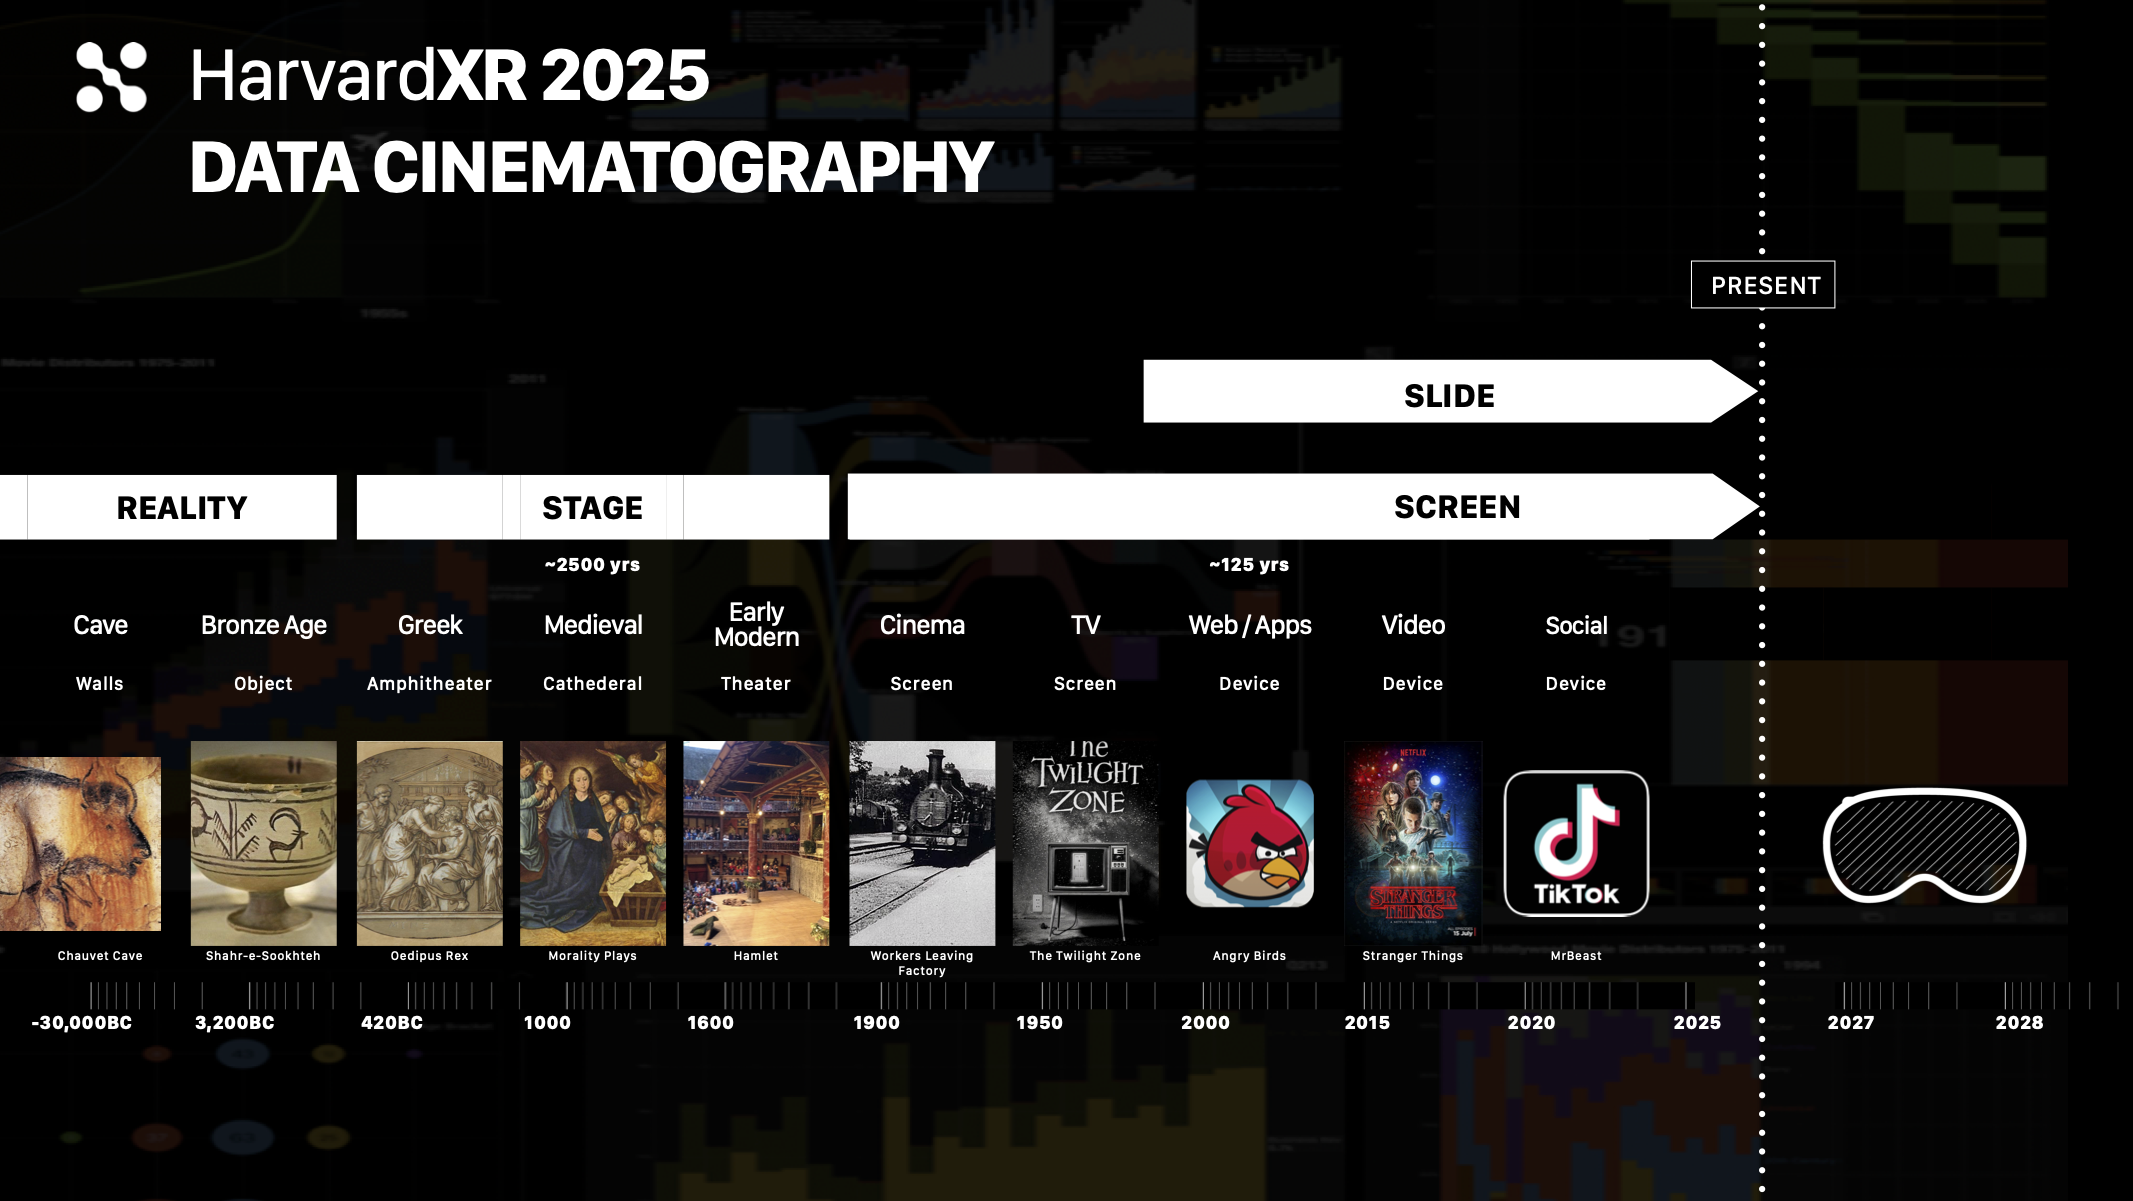 HarvardXR 2025
DATA CINEMATOGRAPHY
PRESENT
SLIDE
REALITY
STAGE
SCREEN
~2500 yrs
~125 yrs
Cave
Bronze Age
Greek
Medieval
Early
Modern
Cinema
TV
Web / Apps
Video
Social
Walls
Object
Amphitheater
Cathederal
Theater
Screen
Screen
Device
Device
Device
The
TWILIGHT
ZONE
NETFLIX
STRANGER
THINGS
TikTok
Chauvet Cave
Shahr-e-Sookhteh
Oedipus Rex
Morality Plays
Hamlet
Workers Leaving
Factory
The Twilight Zone
Angry Birds
Stranger Things
MrBeast
-30,000BC
3,200BC
420BC
1000
1600
1900
1950
2000
2015
2020
2025
2027
2028